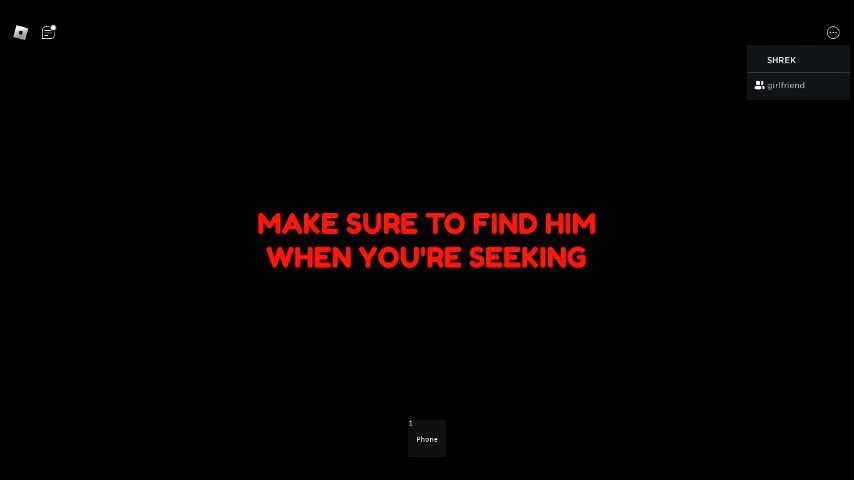 SHREK
girlfriend
MAKE SURE TO FIND HIM
WHEN YOU'RE SEEKING
1
Phone